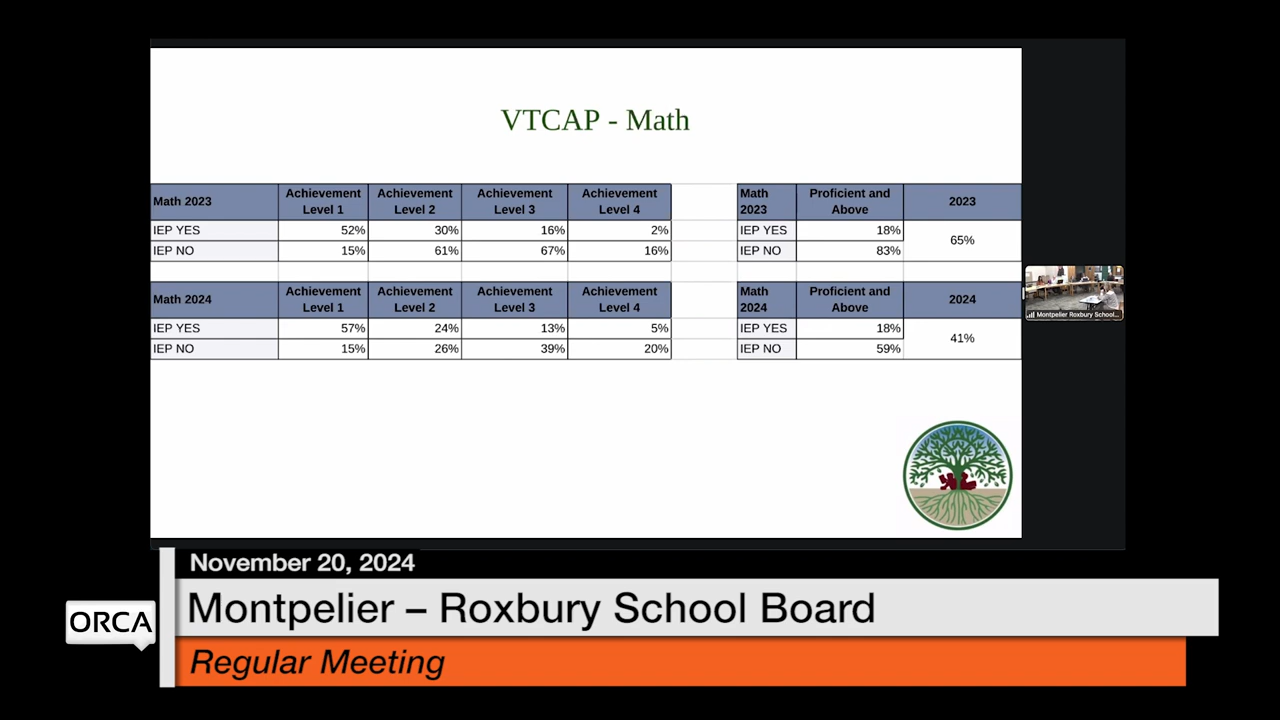 VTCAP - Math
Math 2023 Achievement Level 1 Achievement Level 2 Achievement Level 3 Achievement Level 4
IEP YES 52% 30% 16% 2%
IEP NO 15% 61% 67% 16%
Math 2023 Proficient and Above 2023
IEP YES 18% 65%
IEP NO 83%
Math 2024 Achievement Level 1 Achievement Level 2 Achievement Level 3 Achievement Level 4
IEP YES 57% 24% 13% 5%
IEP NO 15% 26% 39% 20%
Math 2024 Proficient and Above 2024
IEP YES 18% 41%
IEP NO 59%
Montpelier Roxbury School...
November 20, 2024
ORCA
Montpelier – Roxbury School Board
Regular Meeting